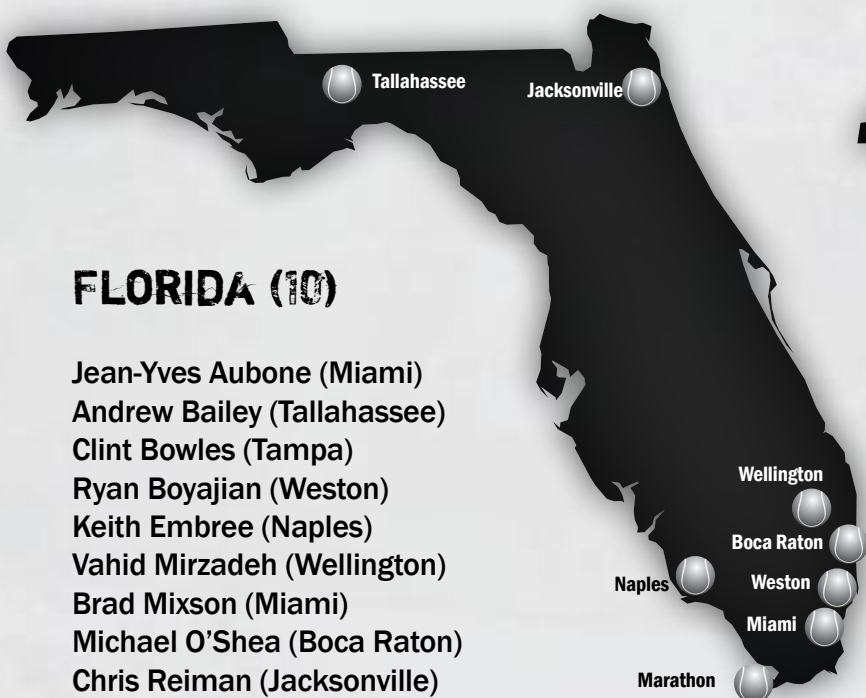 Tallahassee
Jacksonville
FLORIDA (10)
Jean-Yves Aubone (Miami)
Andrew Bailey (Tallahassee)
Clint Bowles (Tampa)
Ryan Boyajian (Weston)
Keith Embree (Naples)
Vahid Mirzadeh (Wellington)
Brad Mixson (Miami)
Michael O’Shea (Boca Raton)
Chris Reiman (Jacksonville)
Wellington
Boca Raton
Naples
Weston
Miami
Marathon